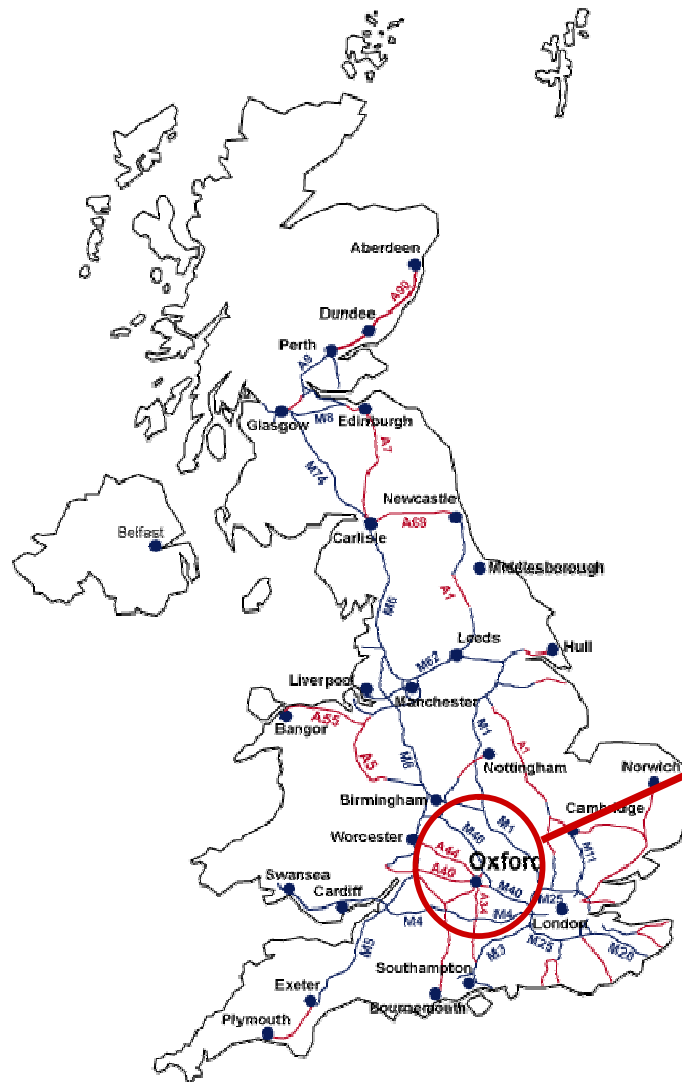 Aberdeen
A90
Dundee
Perth
A9
Glasgow
M8
Edinburgh
A7
M74
Newcastle
A69
Carlisle
Belfast
Middlesborough
M6
A1
Leeds
Hull
M62
Liverpool
Manchester
A55
Bangor
M1
A1
A5
M6
Nottingham
Norwich
Birmingham
Cambridge
Worcester
M40
M1
M11
A44
Oxford
A40
Swansea
Cardiff
M40
M25
A34
M4
M4
London
M5
M3
M25
M20
Southampton
Exeter
Bournemouth
Plymouth